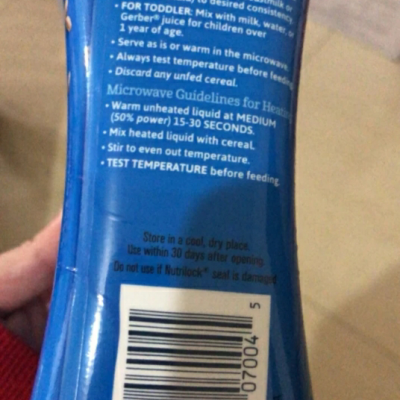 to desired consistency.
• FOR TODDLER: Mix with milk, water, or
Gerber® juice for children over
1 year of age.
• Serve as is or warm in the microwave.
• Always test temperature before feeding
• Discard any unfed cereal.
Microwave Guidelines for Heating
• Warm unheated liquid at MEDIUM
(50% power) 15-30 SECONDS.
• Mix heated liquid with cereal.
• Stir to even out temperature.
• TEST TEMPERATURE before feeding.
Store in a cool, dry place.
Use within 30 days after opening.
Do not use if Nutrilock® seal is damaged
07004 5